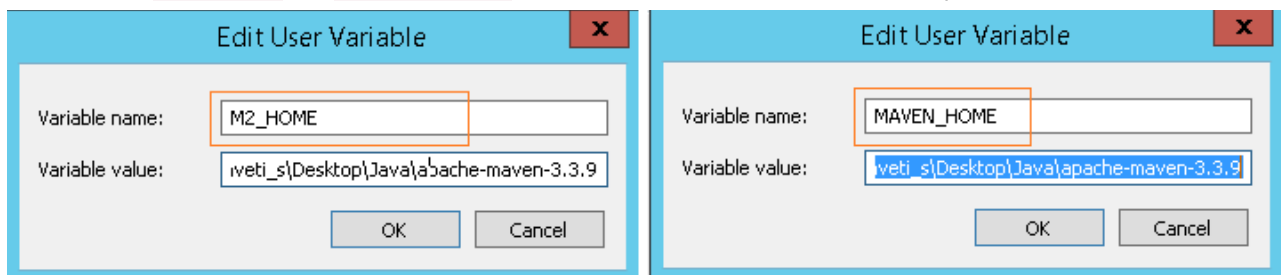 Edit User Variable
Variable name:
M2_HOME
Variable value:
veti_s\Desktop\Java\apache-maven-3.3.9
OK
Cancel
Edit User Variable
Variable name:
MAVEN_HOME
Variable value:
veti_s\Desktop\Java\apache-maven-3.3.9
OK
Cancel